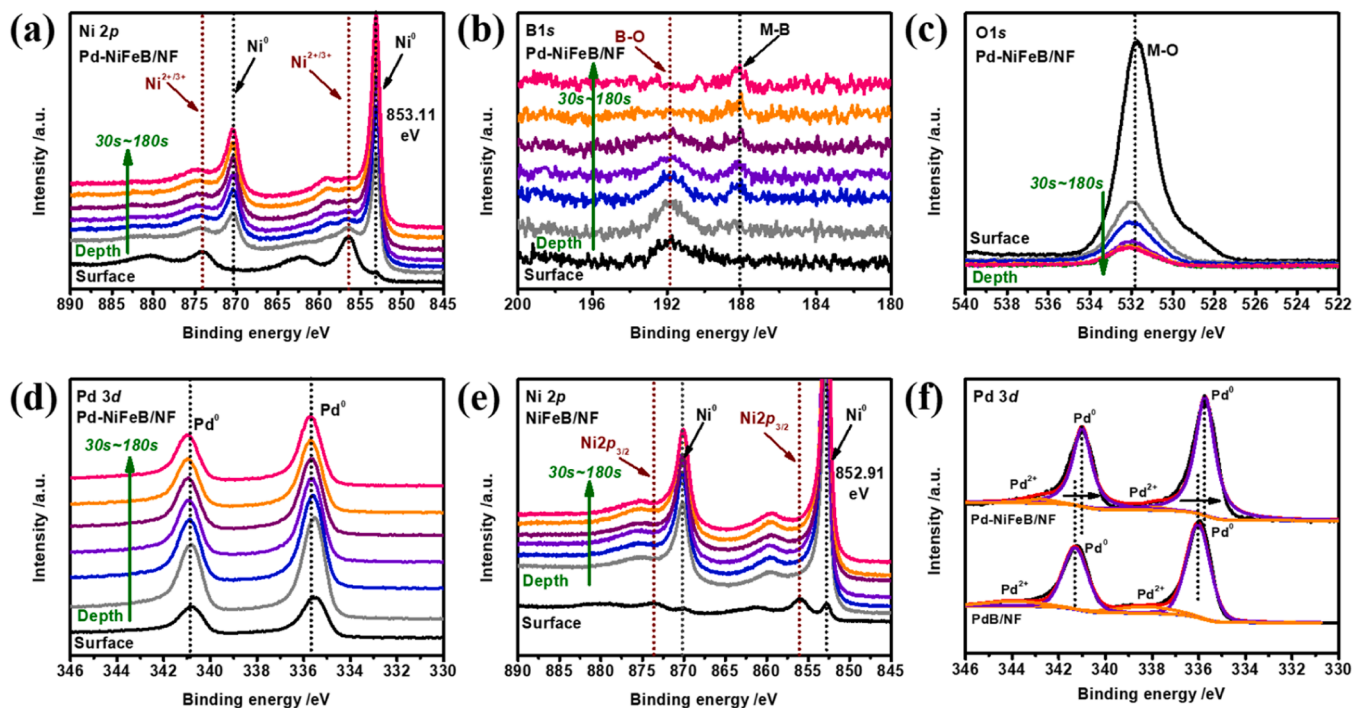 (a)
Ni 2p
Pd-NiFeB/NF
Ni²⁺/³⁺
Ni⁰
Ni²⁺/³⁺
Ni⁰
853.11
eV
30s~180s
Depth
Surface
Intensity /a.u.
890 885 880 875 870 865 860 855 850 845
Binding energy /eV
(b)
B1s
Pd-NiFeB/NF
B-O
M-B
30s~180s
Depth
Surface
Intensity /a.u.
200 196 192 188 184 180
Binding energy /eV
(c)
O1s
Pd-NiFeB/NF
M-O
30s~180s
Surface
Depth
Intensity /a.u.
540 538 536 534 532 530 528 526 524 522
Binding energy /eV
(d)
Pd 3d
Pd-NiFeB/NF
Pd⁰
Pd⁰
30s~180s
Depth
Surface
Intensity /a.u.
346 344 342 340 338 336 334 332 330
Binding energy /eV
(e)
Ni 2p
NiFeB/NF
Ni2p₃/₂
Ni⁰
Ni2p₃/₂
Ni⁰
852.91
eV
30s~180s
Depth
Surface
Intensity /a.u.
890 885 880 875 870 865 860 855 850 845
Binding energy /eV
(f)
Pd 3d
Pd⁰
Pd⁰
Pd²⁺
Pd²⁺
Pd-NiFeB/NF
Pd⁰
Pd⁰
Pd²⁺
Pd²⁺
PdB/NF
Intensity /a.u.
346 344 342 340 338 336 334 332 330
Binding energy /eV